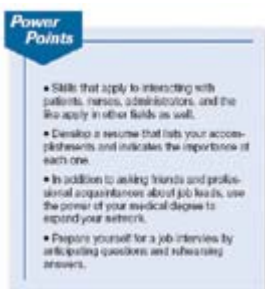 Power
Points
• Skills that apply to interacting with
patients, nurses, administrators, and the
like apply in other fields as well.
• Develop a resume that lists your accom-
plishments and indicates the importance of
each one.
• In addition to asking friends and profes-
sional acquaintances about job leads, use
the power of your medical degree to
expand your network.
• Prepare yourself for a job interview by
anticipating questions and rehearsing
answers.